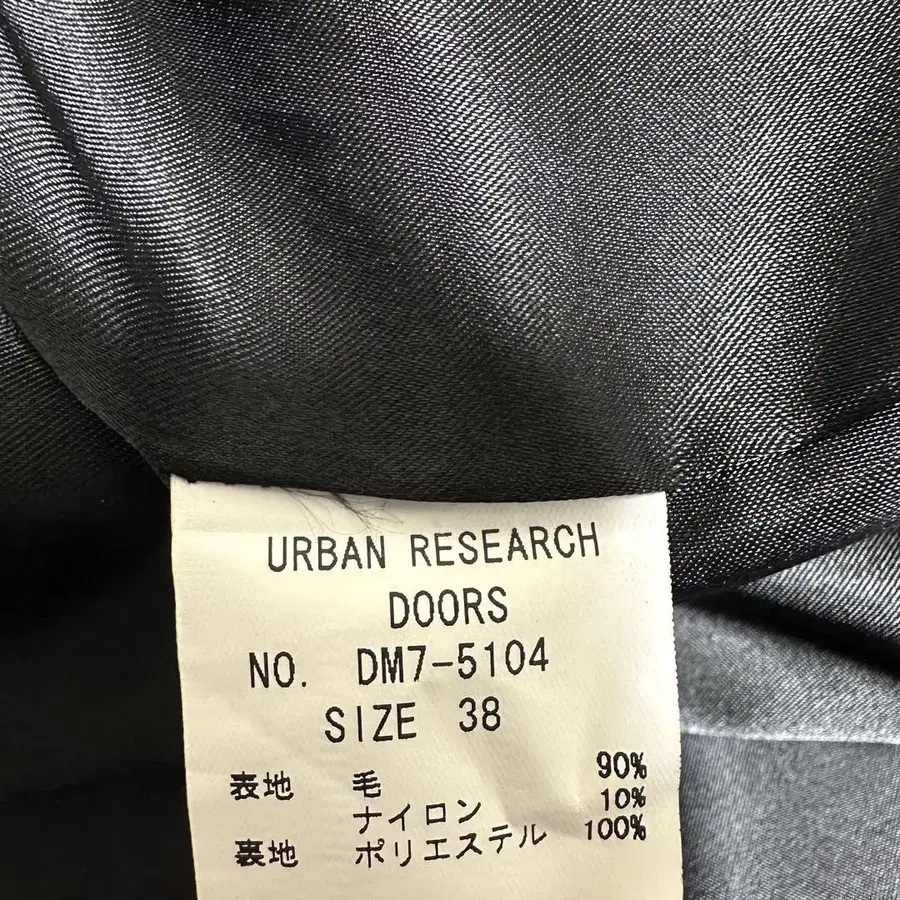 URBAN RESEARCH
DOORS
NO. DM7-5104
SIZE 38
表地 毛 90%
ナイロン 10%
裏地 ポリエステル 100%